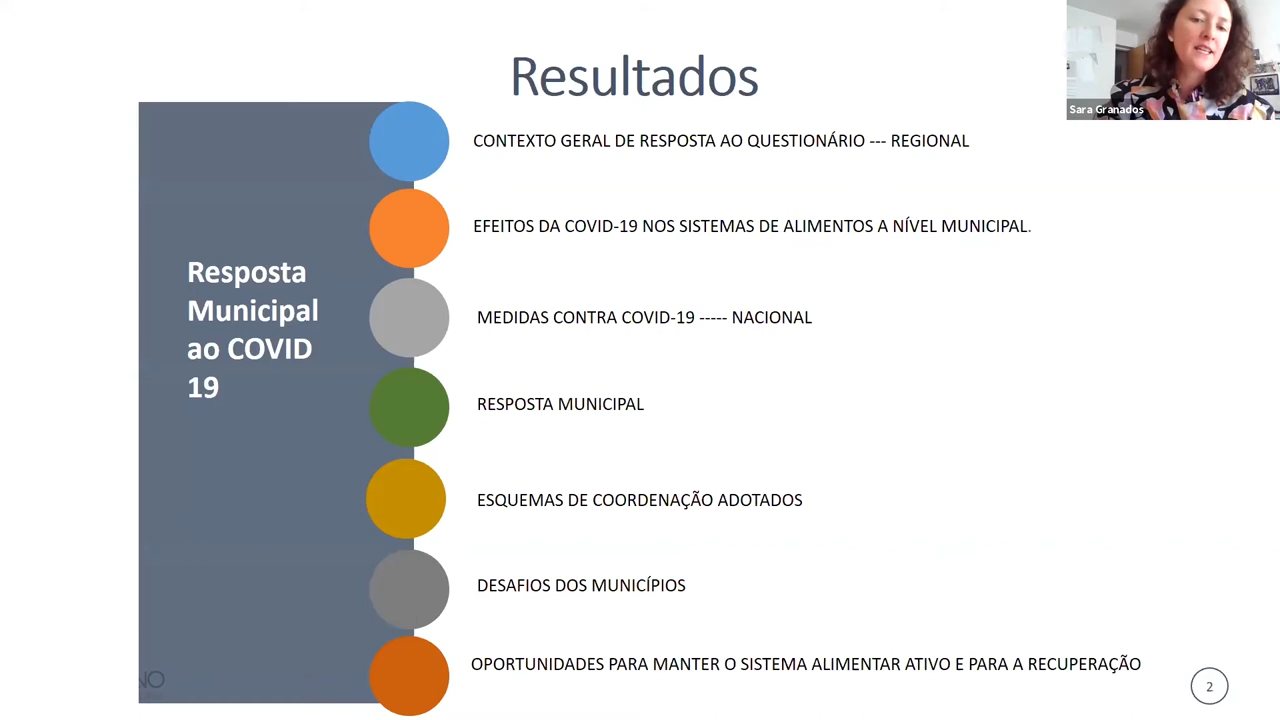 Resultados
Sara Granados
CONTEXTO GERAL DE RESPOSTA AO QUESTIONÁRIO --- REGIONAL
EFEITOS DA COVID-19 NOS SISTEMAS DE ALIMENTOS A NÍVEL MUNICIPAL.
Resposta
Municipal
ao COVID
19
MEDIDAS CONTRA COVID-19 ----- NACIONAL
RESPOSTA MUNICIPAL
ESQUEMAS DE COORDENAÇÃO ADOTADOS
DESAFIOS DOS MUNICÍPIOS
OPORTUNIDADES PARA MANTER O SISTEMA ALIMENTAR ATIVO E PARA A RECUPERAÇÃO
2